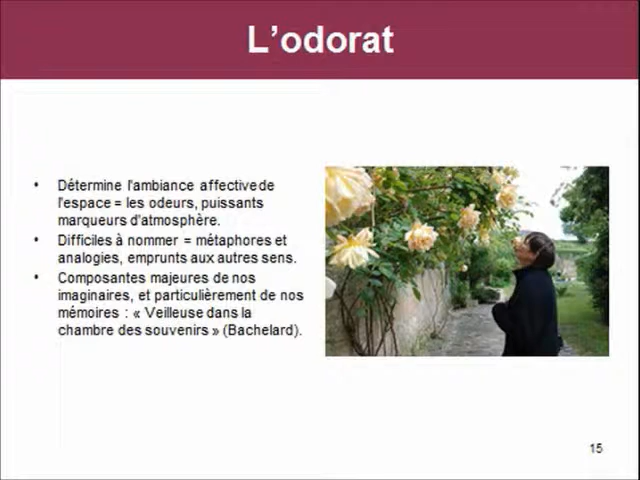 L’odorat
• Détermine l'ambiance affective de
l'espace = les odeurs, puissants
marqueurs d'atmosphère.
• Difficiles à nommer = métaphores et
analogies, emprunts aux autres sens.
• Composantes majeures de nos
imaginaires, et particulièrement de nos
mémoires : « Veilleuse dans la
chambre des souvenirs » (Bachelard).
15